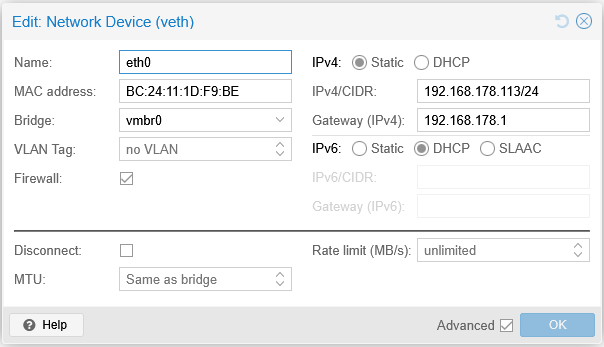 Edit: Network Device (veth)
Name: eth0 IPv4: Static DHCP
MAC address: BC:24:11:1D:F9:BE IPv4/CIDR: 192.168.178.113/24
Bridge: vmbr0 Gateway (IPv4): 192.168.178.1
VLAN Tag: no VLAN IPv6: Static DHCP SLAAC
Firewall: IPv6/CIDR:
Gateway (IPv6):
Disconnect: Rate limit (MB/s): unlimited
MTU: Same as bridge
? Help Advanced OK